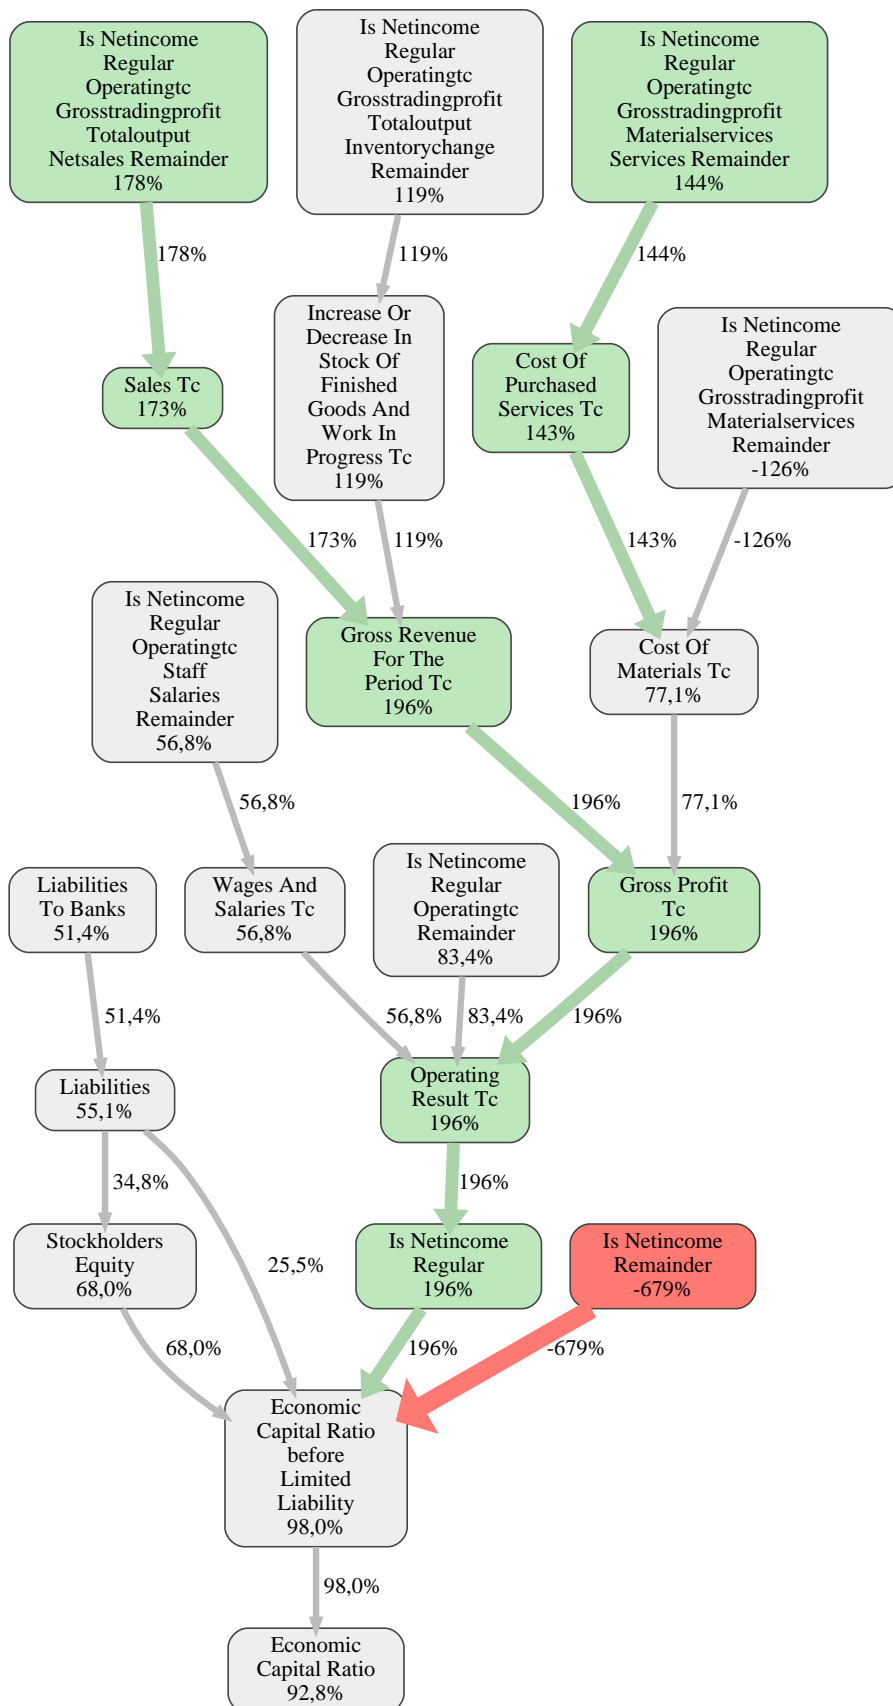 Is Netincome
Regular
Operatingtc
Grosstradingprofit
Totaloutput
Netsales Remainder
178%
Is Netincome
Regular
Operatingtc
Grosstradingprofit
Totaloutput
Inventorychange
Remainder
119%
Is Netincome
Regular
Operatingtc
Grosstradingprofit
Materialservices
Services Remainder
144%
178%
119%
144%
Sales Tc
173%
Increase Or
Decrease In
Stock Of
Finished
Goods And
Work In
Progress Tc
119%
Cost Of
Purchased
Services Tc
143%
Is Netincome
Regular
Operatingtc
Grosstradingprofit
Materialservices
Remainder
-126%
173%
119%
143%
-126%
Is Netincome
Regular
Operatingtc
Staff
Salaries
Remainder
56,8%
Gross Revenue
For The
Period Tc
196%
Cost Of
Materials Tc
77,1%
56,8%
196%
77,1%
Liabilities
To Banks
51,4%
Wages And
Salaries Tc
56,8%
Is Netincome
Regular
Operatingtc
Remainder
83,4%
Gross Profit
Tc
196%
51,4%
56,8%
83,4%
196%
Liabilities
55,1%
Operating
Result Tc
196%
34,8%
25,5%
196%
Stockholders
Equity
68,0%
Is Netincome
Regular
196%
Is Netincome
Remainder
-679%
68,0%
196%
-679%
Economic
Capital Ratio
before
Limited
Liability
98,0%
98,0%
Economic
Capital Ratio
92,8%